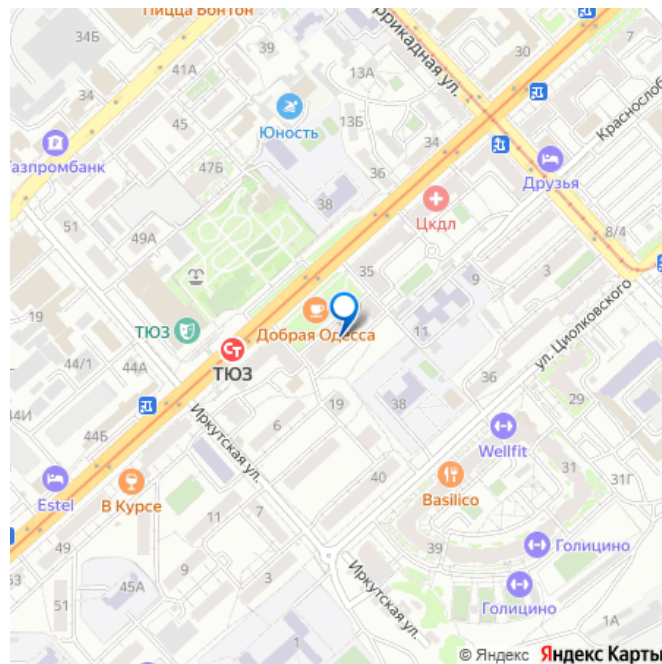 Пицца Бонтон
34Б
39
30
7
41А
34
13А
ррикадная ул.
Краснослоб
45
Юность
13Б
34
Газпромбанк
47Б
36
Друзья
38
Цкдл
51
49А
8/4
35
9
3
19
ТЮЗ
Добрая Одесса
11
ул. Циолковского
44/1
44А
ТЮЗ
36
44И
19
38
29
44Б
Иркутская ул.
6
Wellfit
40
31
31Г
Estel
В Курсе
Basilico
49
11
7
39
Голицино
53
9
45А
3
Иркутская ул.
51
Голицино
1
1А
© Яндекс Яндекс Карты